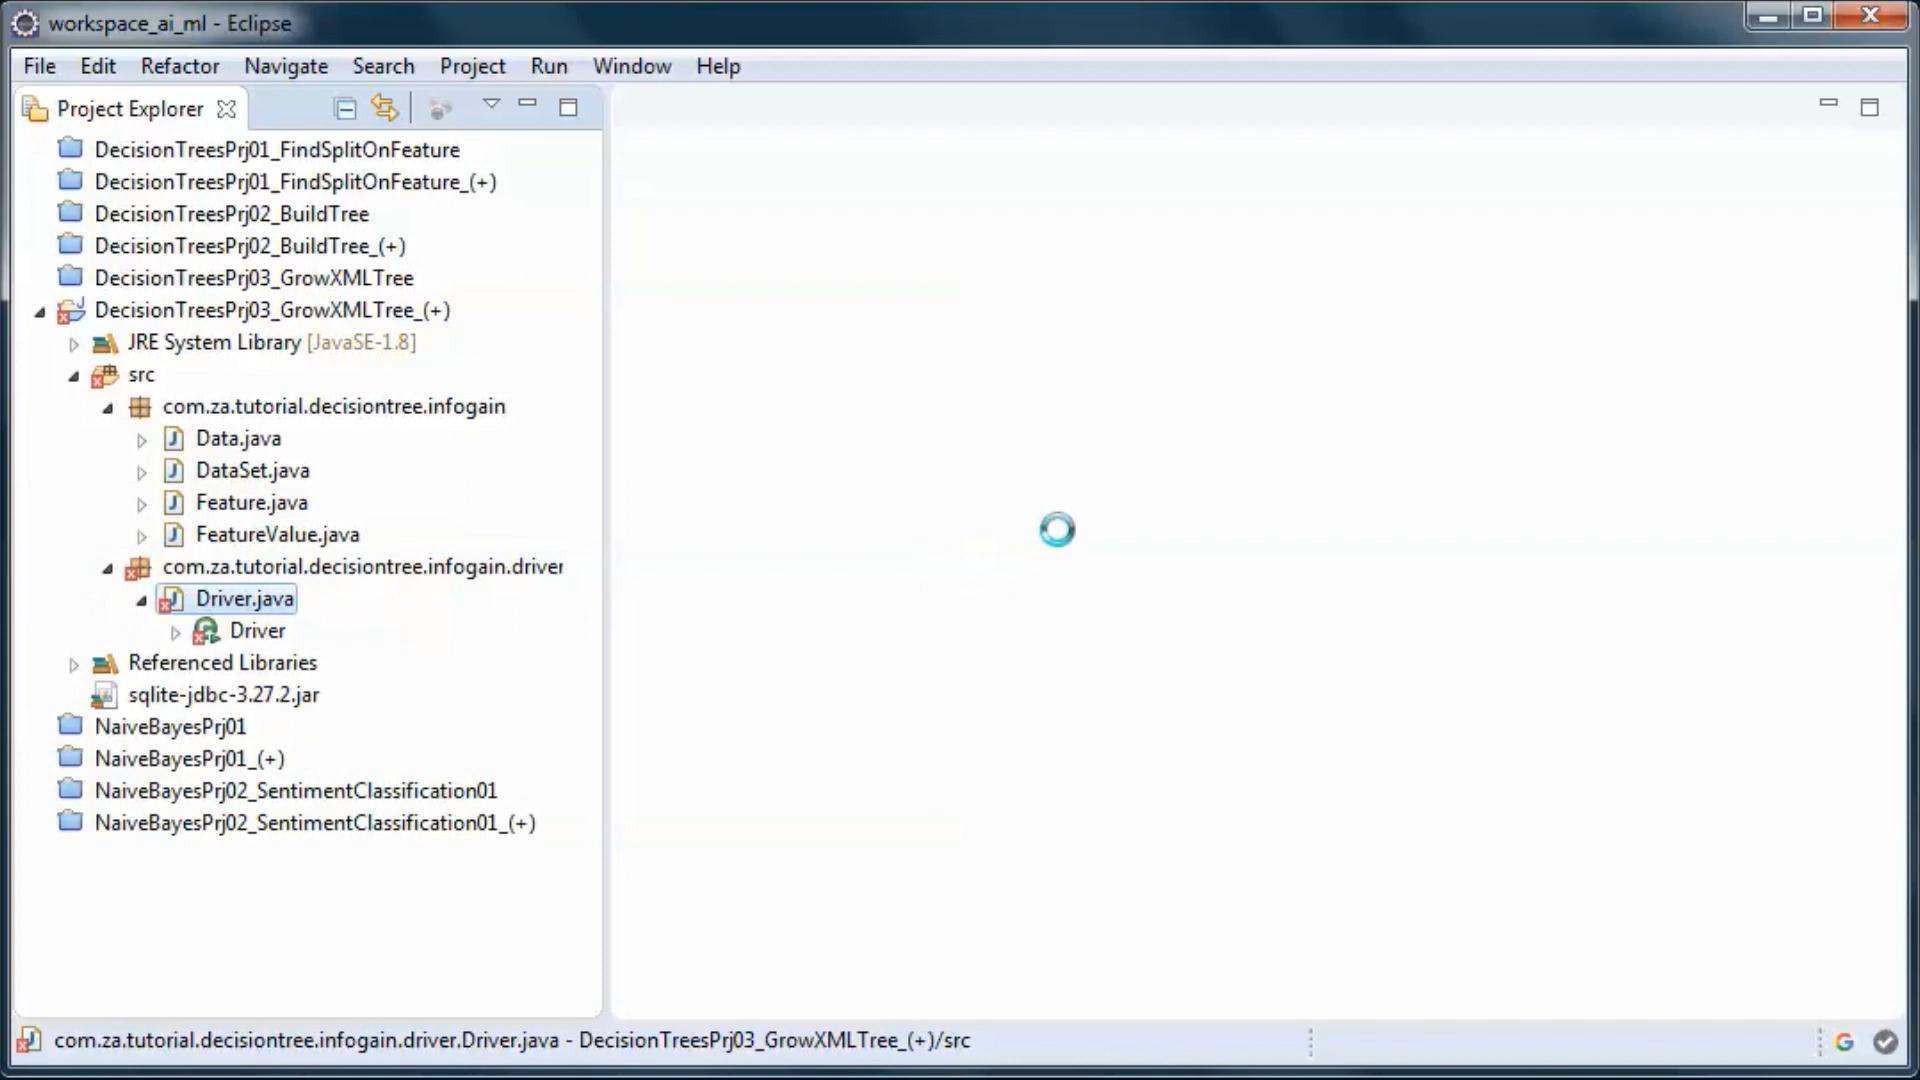 workspace_ai_ml - Eclipse
File Edit Refactor Navigate Search Project Run Window Help
Project Explorer
DecisionTreesPrj01_FindSplitOnFeature
DecisionTreesPrj01_FindSplitOnFeature_(+)
DecisionTreesPrj02_BuildTree
DecisionTreesPrj02_BuildTree_(+)
DecisionTreesPrj03_GrowXMLTree
DecisionTreesPrj03_GrowXMLTree_(+)
JRE System Library [JavaSE-1.8]
src
com.za.tutorial.decisiontree.infogain
Data.java
DataSet.java
Feature.java
FeatureValue.java
com.za.tutorial.decisiontree.infogain.driver
Driver.java
Driver
Referenced Libraries
sqlite-jdbc-3.27.2.jar
NaiveBayesPrj01
NaiveBayesPrj01_(+)
NaiveBayesPrj02_SentimentClassification01
NaiveBayesPrj02_SentimentClassification01_(+)
com.za.tutorial.decisiontree.infogain.driver.Driver.java - DecisionTreesPrj03_GrowXMLTree_(+)/src